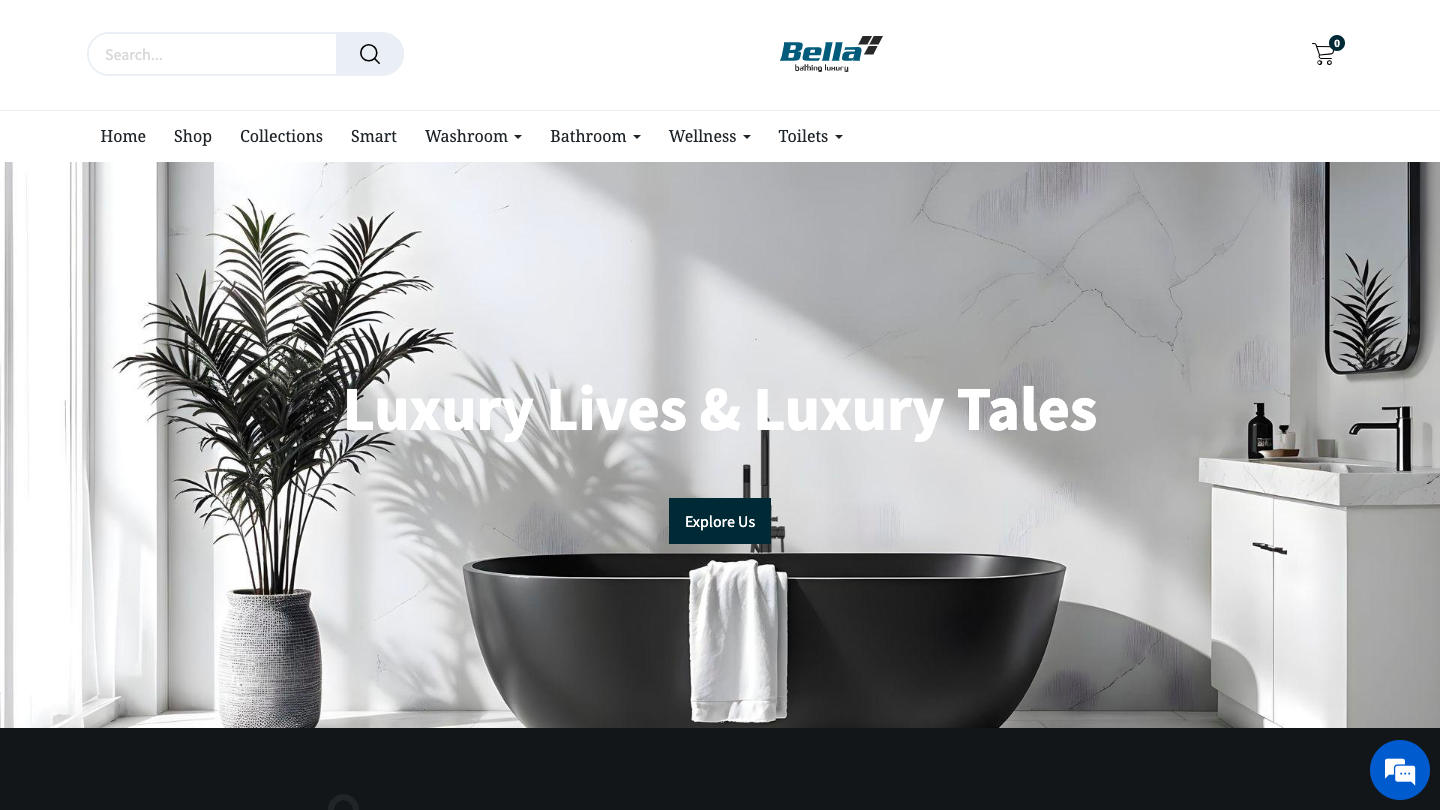 Search...
Bella
bathing luxury
0
Home
Shop
Collections
Smart
Washroom
Bathroom
Wellness
Toilets
Luxury Lives & Luxury Tales
Explore Us